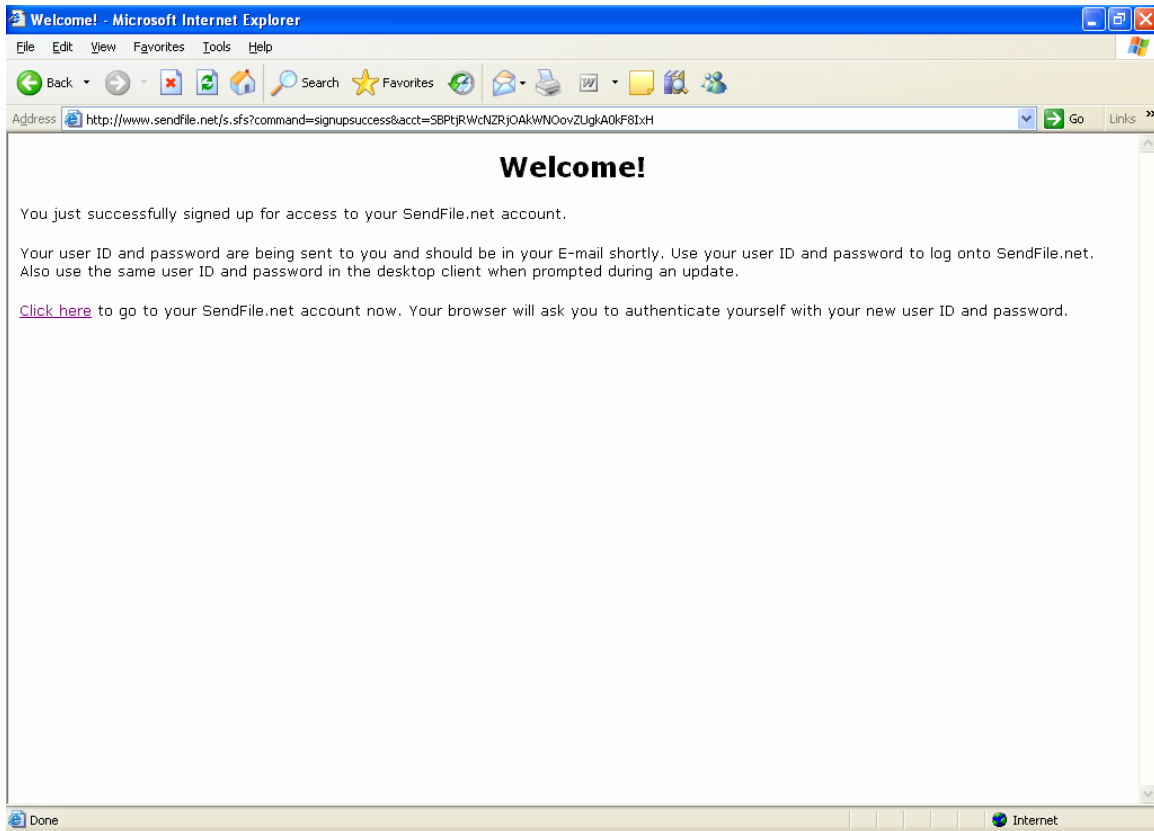 Welcome! - Microsoft Internet Explorer
File Edit View Favorites Tools Help
Back Search Favorites
Address http://www.sendfile.net/s.sfs?command=signupsuccess&acct=SBPtjRWcNZRjOAkWNOovZUgkA0kF8IxH Go Links »
Welcome!
You just successfully signed up for access to your SendFile.net account.
Your user ID and password are being sent to you and should be in your E-mail shortly. Use your user ID and password to log onto SendFile.net.
Also use the same user ID and password in the desktop client when prompted during an update.
Click here to go to your SendFile.net account now. Your browser will ask you to authenticate yourself with your new user ID and password.
Done Internet